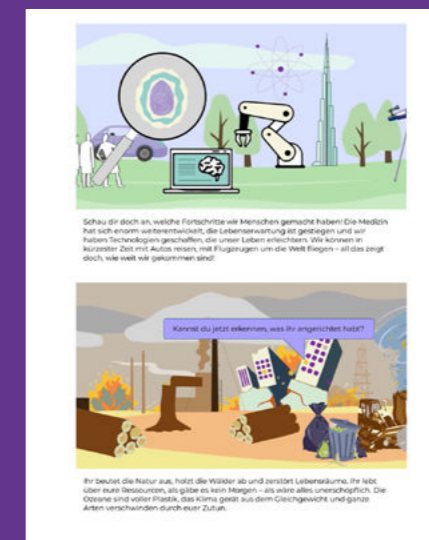 Schau dir doch an, welche Fortschritte wir Menschen gemacht haben! Die Medizin
hat sich enorm weiterentwickelt, die Lebenserwartung ist gestiegen und wir
haben Technologien geschaffen, die unser Leben erleichtern. Wir können in
kürzester Zeit mit Autos reisen, mit Flugzeugen um die Welt fliegen – all das zeigt
doch, wie weit wir gekommen sind!
Kannst du jetzt erkennen, was ihr angerichtet habt?
Ihr beutet die Natur aus, holzt die Wälder ab und zerstört Lebensräume. Ihr lebt
über eure Ressourcen, als gäbe es kein Morgen – als wäre alles unerschöpflich. Die
Ozeane sind voller Plastik, das Klima gerät aus dem Gleichgewicht und ganze
Arten verschwinden durch euer Zutun.